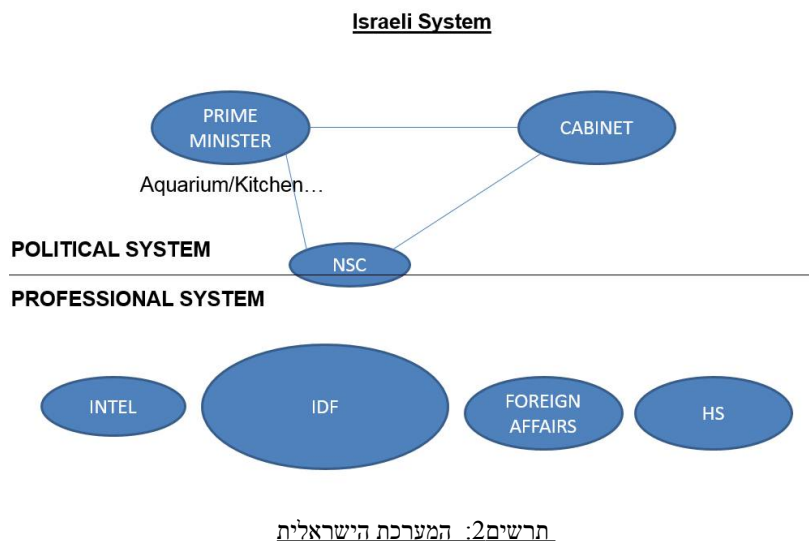 Israeli System
PRIME
MINISTER
CABINET
Aquarium/Kitchen…
POLITICAL SYSTEM
NSC
PROFESSIONAL SYSTEM
INTEL
IDF
FOREIGN
AFFAIRS
HS
תרשים2: המערכת הישראלית